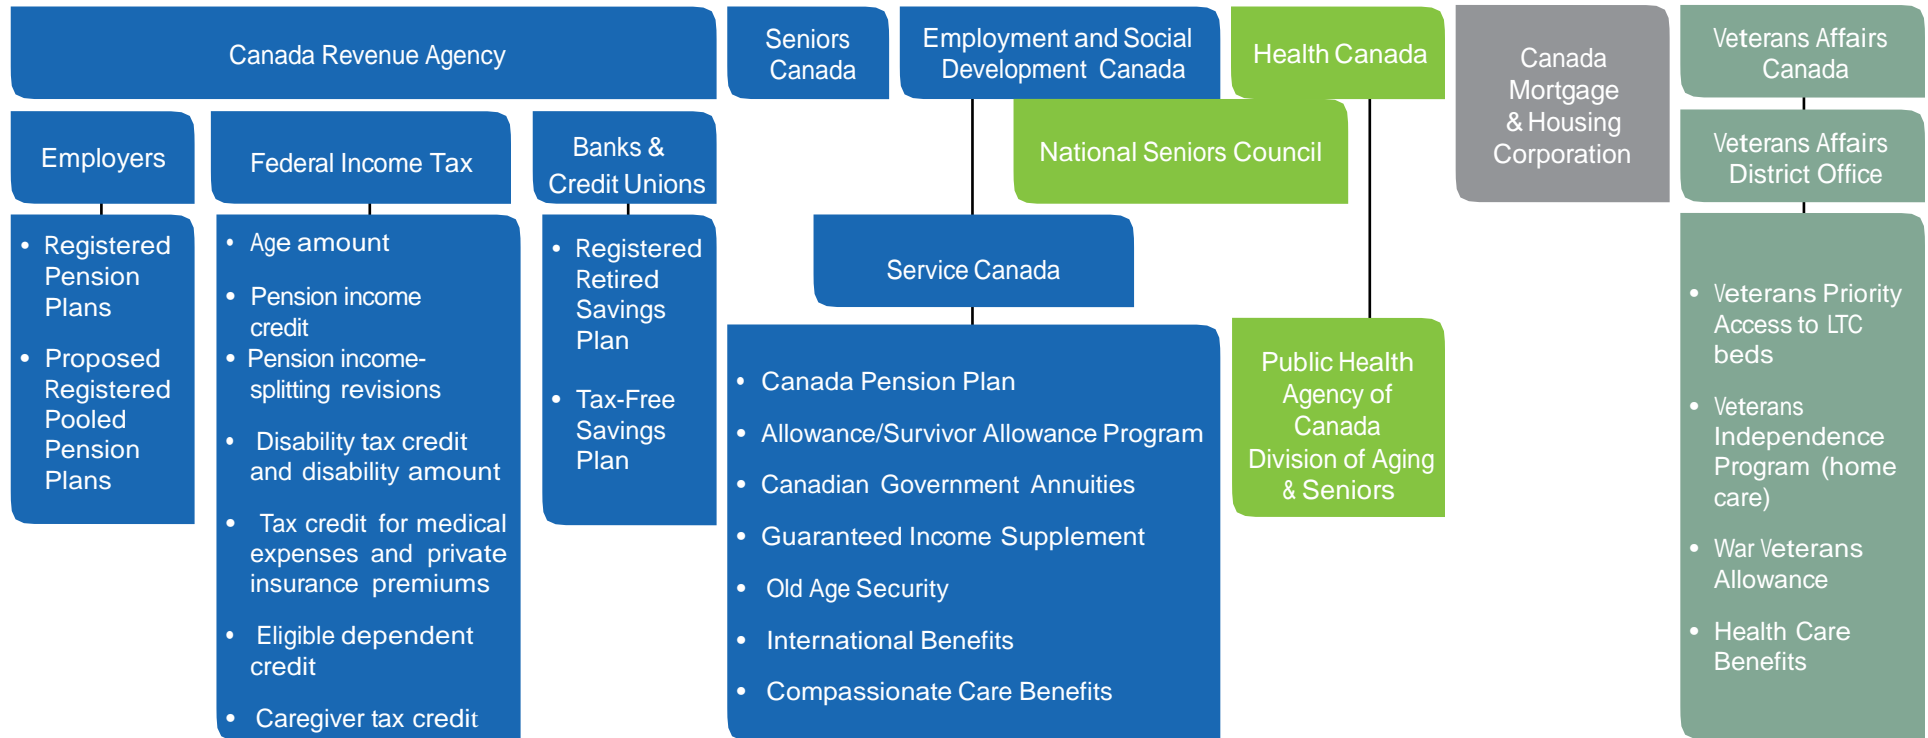 Canada Revenue Agency
Seniors
Canada
Employment and Social
Development Canada
Health Canada
Canada
Mortgage
& Housing
Corporation
Veterans Affairs
Canada
Employers
Federal Income Tax
Banks &
Credit Unions
National Seniors Council
Veterans Affairs
District Office
• Registered
Pension
Plans
• Proposed
Registered
Pooled
Pension
Plans
• Age amount
• Pension income
credit
• Pension income-
splitting revisions
• Disability tax credit
and disability amount
• Tax credit for medical
expenses and private
insurance premiums
• Eligible dependent
credit
• Caregiver tax credit
• Registered
Retired
Savings
Plan
• Tax-Free
Savings
Plan
Service Canada
• Canada Pension Plan
• Allowance/Survivor Allowance Program
• Canadian Government Annuities
• Guaranteed Income Supplement
• Old Age Security
• International Benefits
• Compassionate Care Benefits
Public Health
Agency of
Canada
Division of Aging
& Seniors
• Veterans Priority
Access to LTC
beds
• Veterans
Independence
Program (home
care)
• War Veterans
Allowance
• Health Care
Benefits